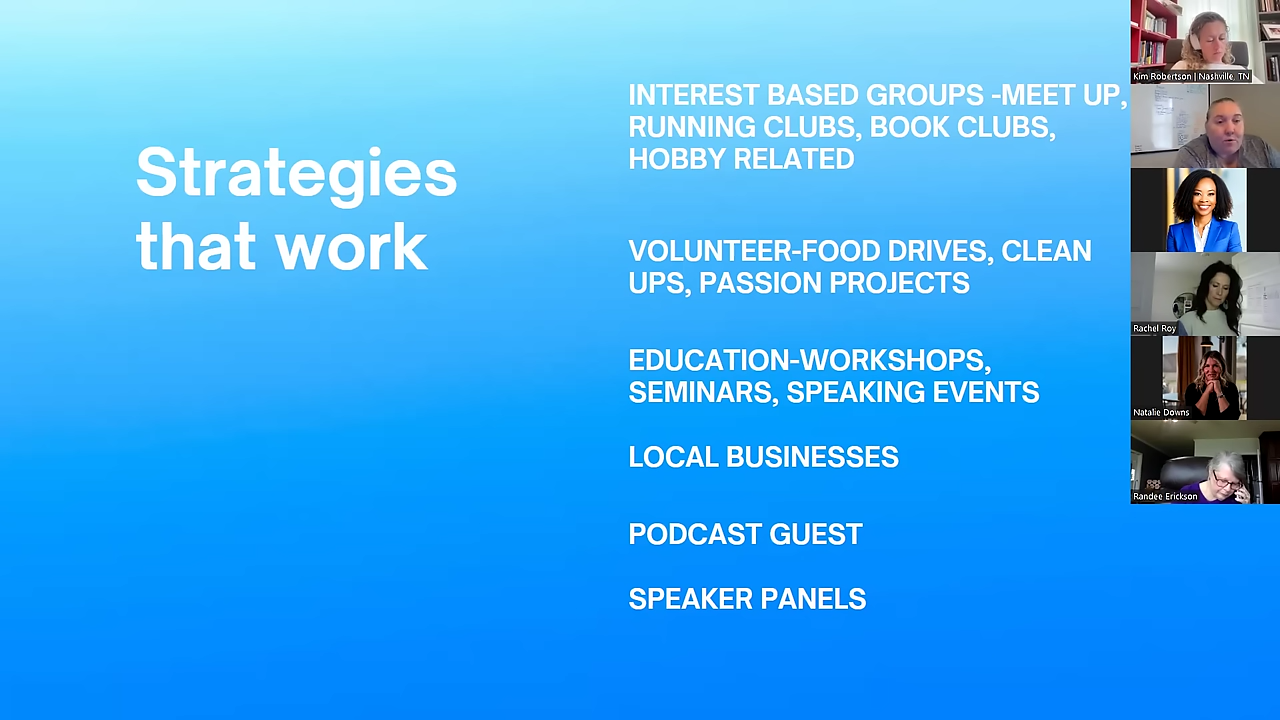 Strategies
that work
INTEREST BASED GROUPS -MEET UP,
RUNNING CLUBS, BOOK CLUBS,
HOBBY RELATED
VOLUNTEER-FOOD DRIVES, CLEAN
UPS, PASSION PROJECTS
EDUCATION-WORKSHOPS,
SEMINARS, SPEAKING EVENTS
LOCAL BUSINESSES
PODCAST GUEST
SPEAKER PANELS
Kim Robertson | Nashville, TN
Rachel Roy
Natalie Downs
Randee Erickson